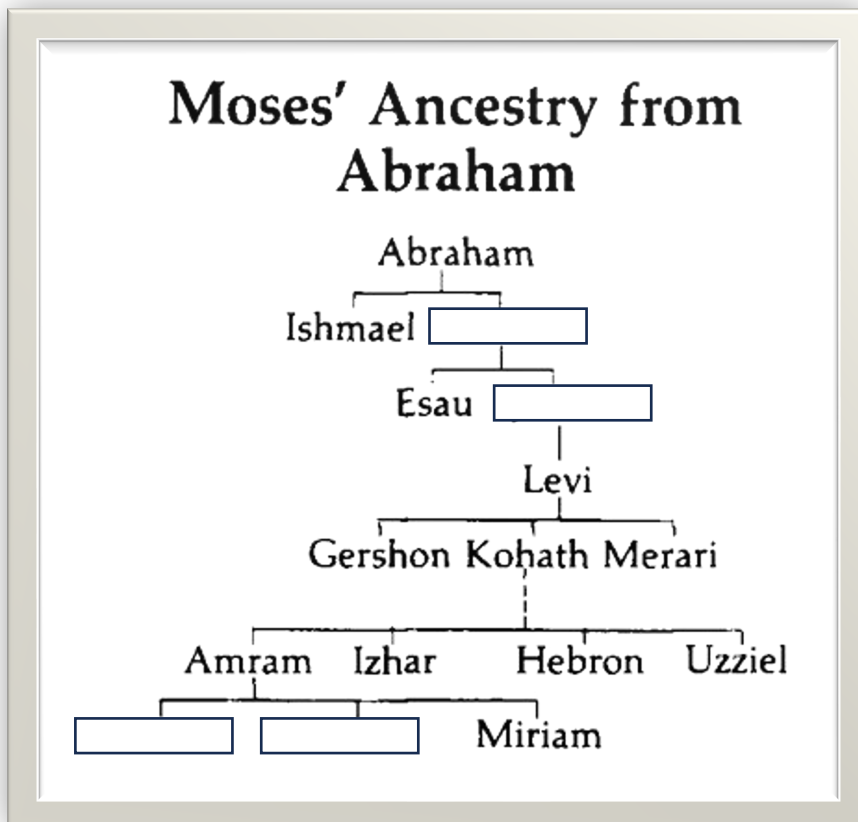 Moses' Ancestry from
Abraham
Abraham
Ishmael
Esau
Levi
Gershon Kohath Merari
Amram Izhar Hebron Uzziel
Miriam